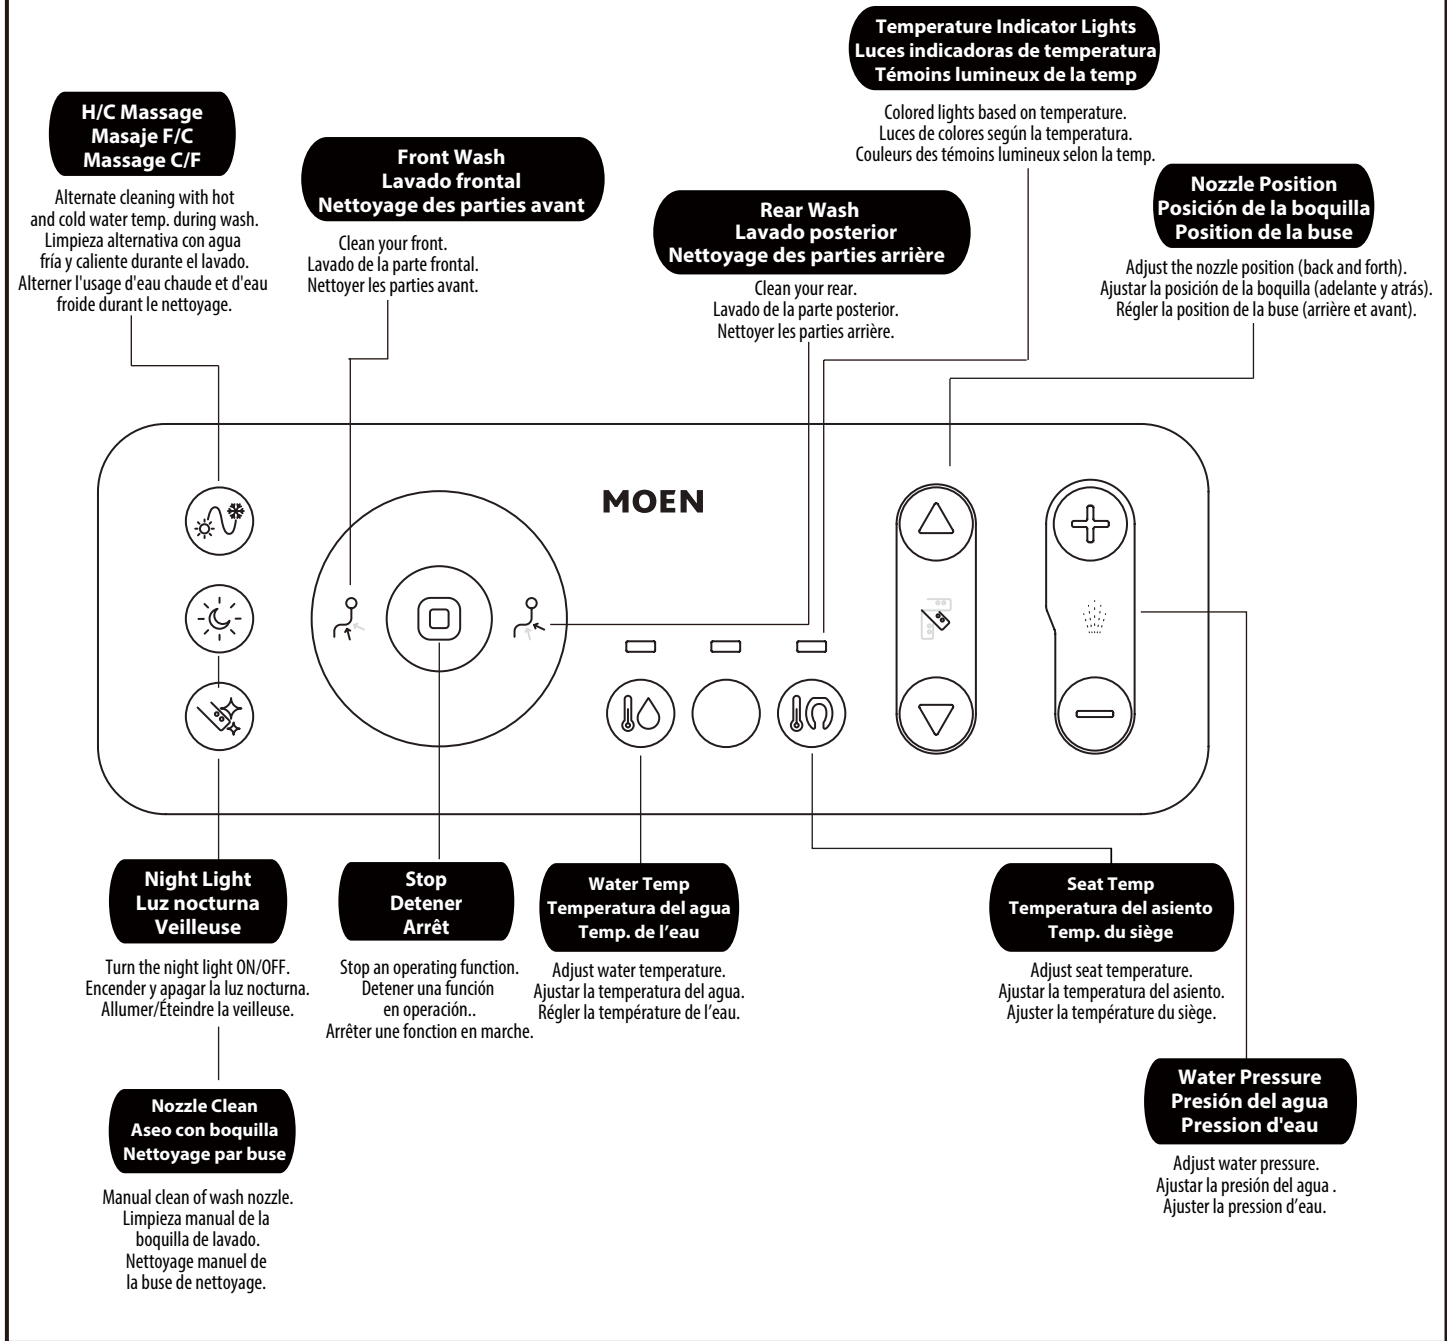 Temperature Indicator Lights
Luces indicadoras de temperatura
Témoins lumineux de la temp
Colored lights based on temperature.
Luces de colores según la temperatura.
Couleurs des témoins lumineux selon la temp.
H/C Massage
Masaje F/C
Massage C/F
Alternate cleaning with hot
and cold water temp. during wash.
Limpieza alternativa con agua
fría y caliente durante el lavado.
Alterner l'usage d'eau chaude et d'eau
froide durant le nettoyage.
Front Wash
Lavado frontal
Nettoyage des parties avant
Clean your front.
Lavado de la parte frontal.
Nettoyer les parties avant.
Rear Wash
Lavado posterior
Nettoyage des parties arrière
Clean your rear.
Lavado de la parte posterior.
Nettoyer les parties arrière.
Nozzle Position
Posición de la boquilla
Position de la buse
Adjust the nozzle position (back and forth).
Ajustar la posición de la boquilla (adelante y atrás).
Régler la position de la buse (arrière et avant).
MOEN
Night Light
Luz nocturna
Veilleuse
Turn the night light ON/OFF.
Encender y apagar la luz nocturna.
Allumer/Éteindre la veilleuse.
Stop
Detener
Arrêt
Stop an operating function.
Detener una función
en operación..
Arrêter une fonction en marche.
Water Temp
Temperatura del agua
Temp. de l’eau
Adjust water temperature.
Ajustar la temperatura del agua.
Régler la température de l’eau.
Seat Temp
Temperatura del asiento
Temp. du siège
Adjust seat temperature.
Ajustar la temperatura del asiento.
Ajuster la température du siège.
Nozzle Clean
Aseo con boquilla
Nettoyage par buse
Manual clean of wash nozzle.
Limpieza manual de la
boquilla de lavado.
Nettoyage manuel de
la buse de nettoyage.
Water Pressure
Presión del agua
Pression d'eau
Adjust water pressure.
Ajustar la presión del agua .
Ajuster la pression d’eau.